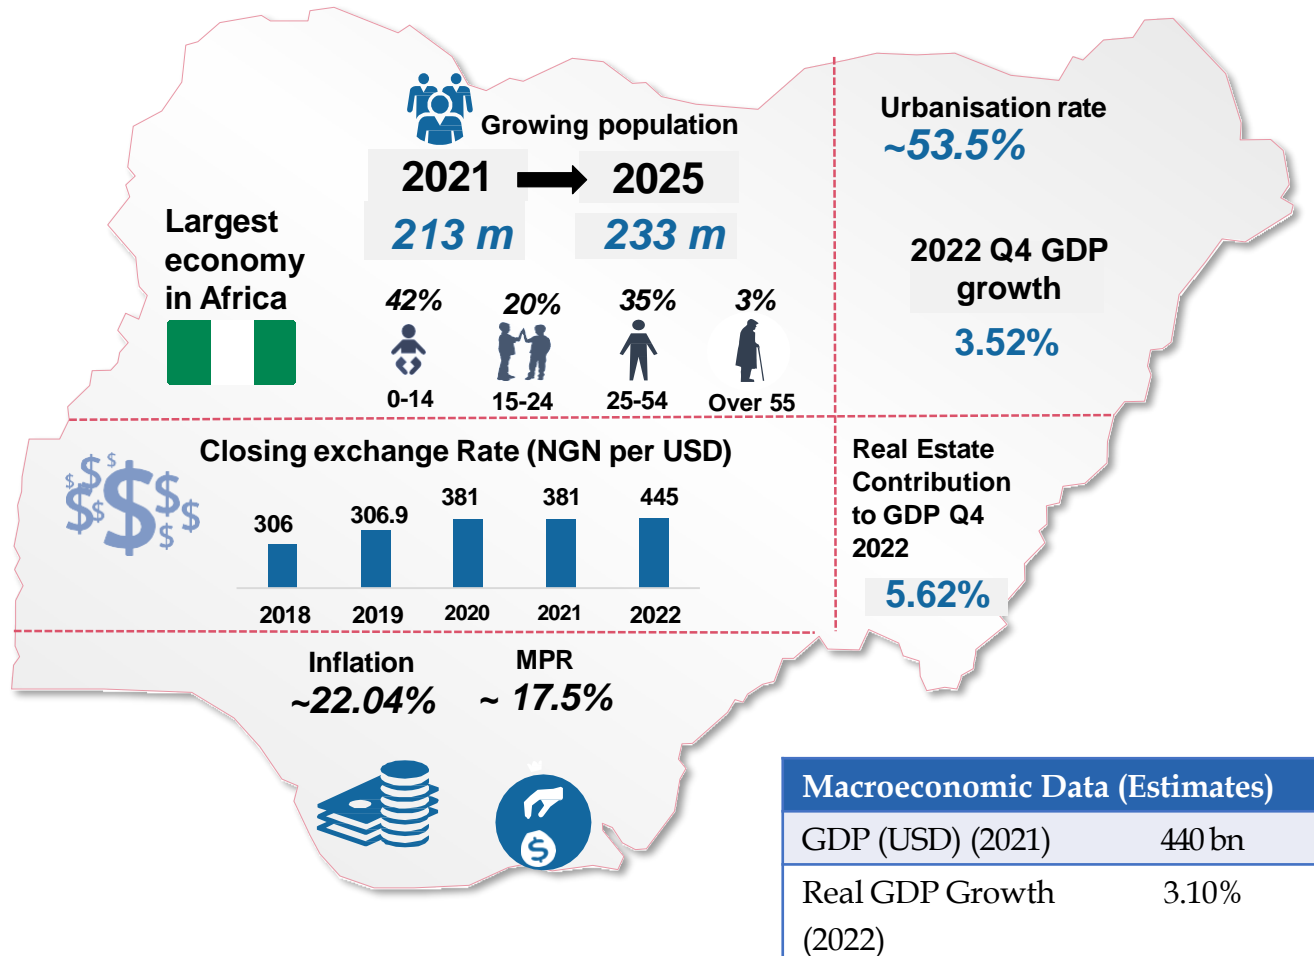 Growing population
2021
2025
213 m
233 m
Largest
economy
in Africa
42%
20%
35%
3%
0-14
15-24
25-54
Over 55
Urbanisation rate
~53.5%
2022 Q4 GDP
growth
3.52%
Closing exchange Rate (NGN per USD)
306
306.9
381
381
445
2018
2019
2020
2021
2022
Real Estate
Contribution
to GDP Q4
2022
5.62%
Inflation
~22.04%
MPR
~ 17.5%
Macroeconomic Data (Estimates)
GDP (USD) (2021) 440 bn
Real GDP Growth 3.10%
(2022)